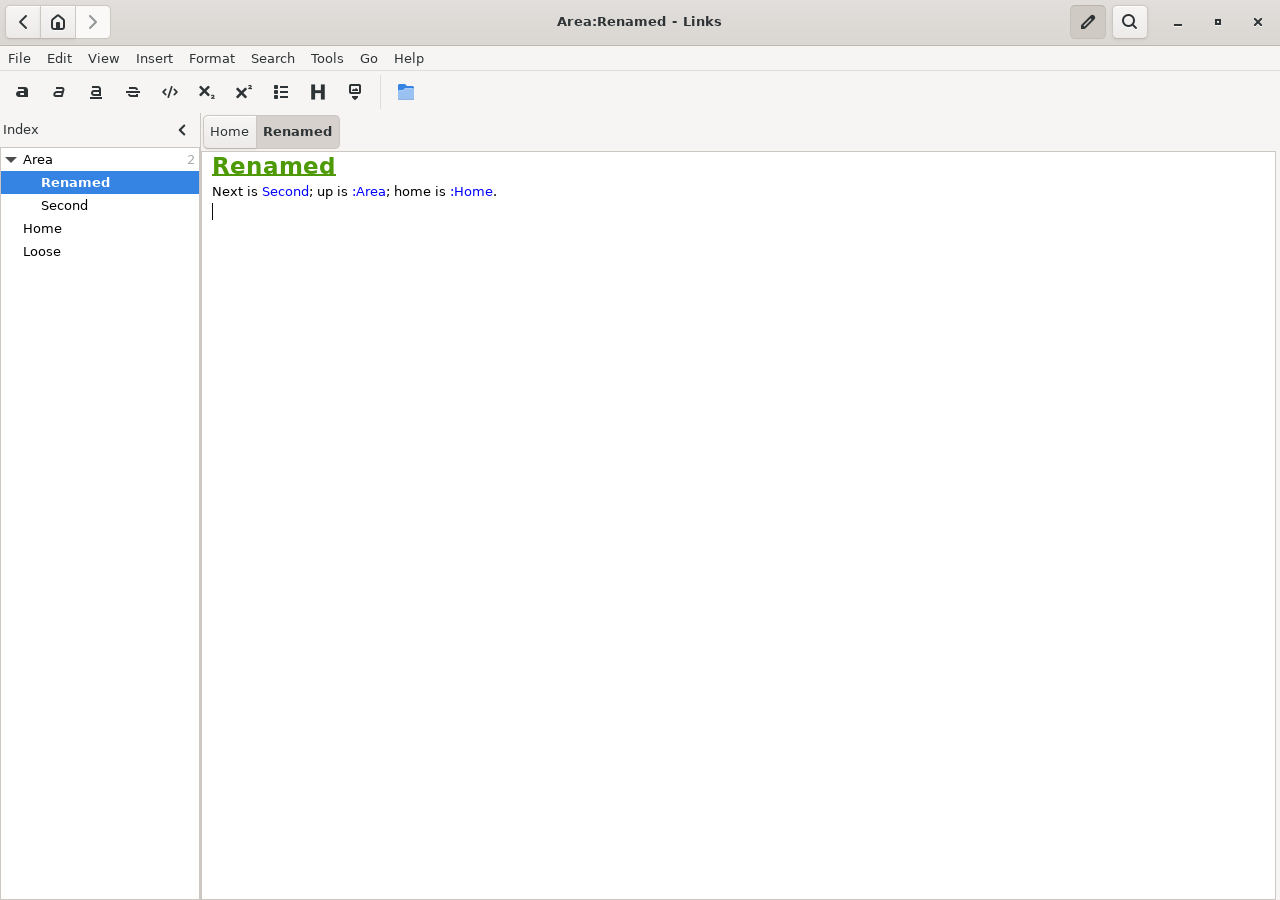 Area:Renamed - Links
File Edit View Insert Format Search Tools Go Help
Index
Home Renamed
Area 2
Renamed
Second
Home
Loose
Renamed
Next is Second; up is :Area; home is :Home.